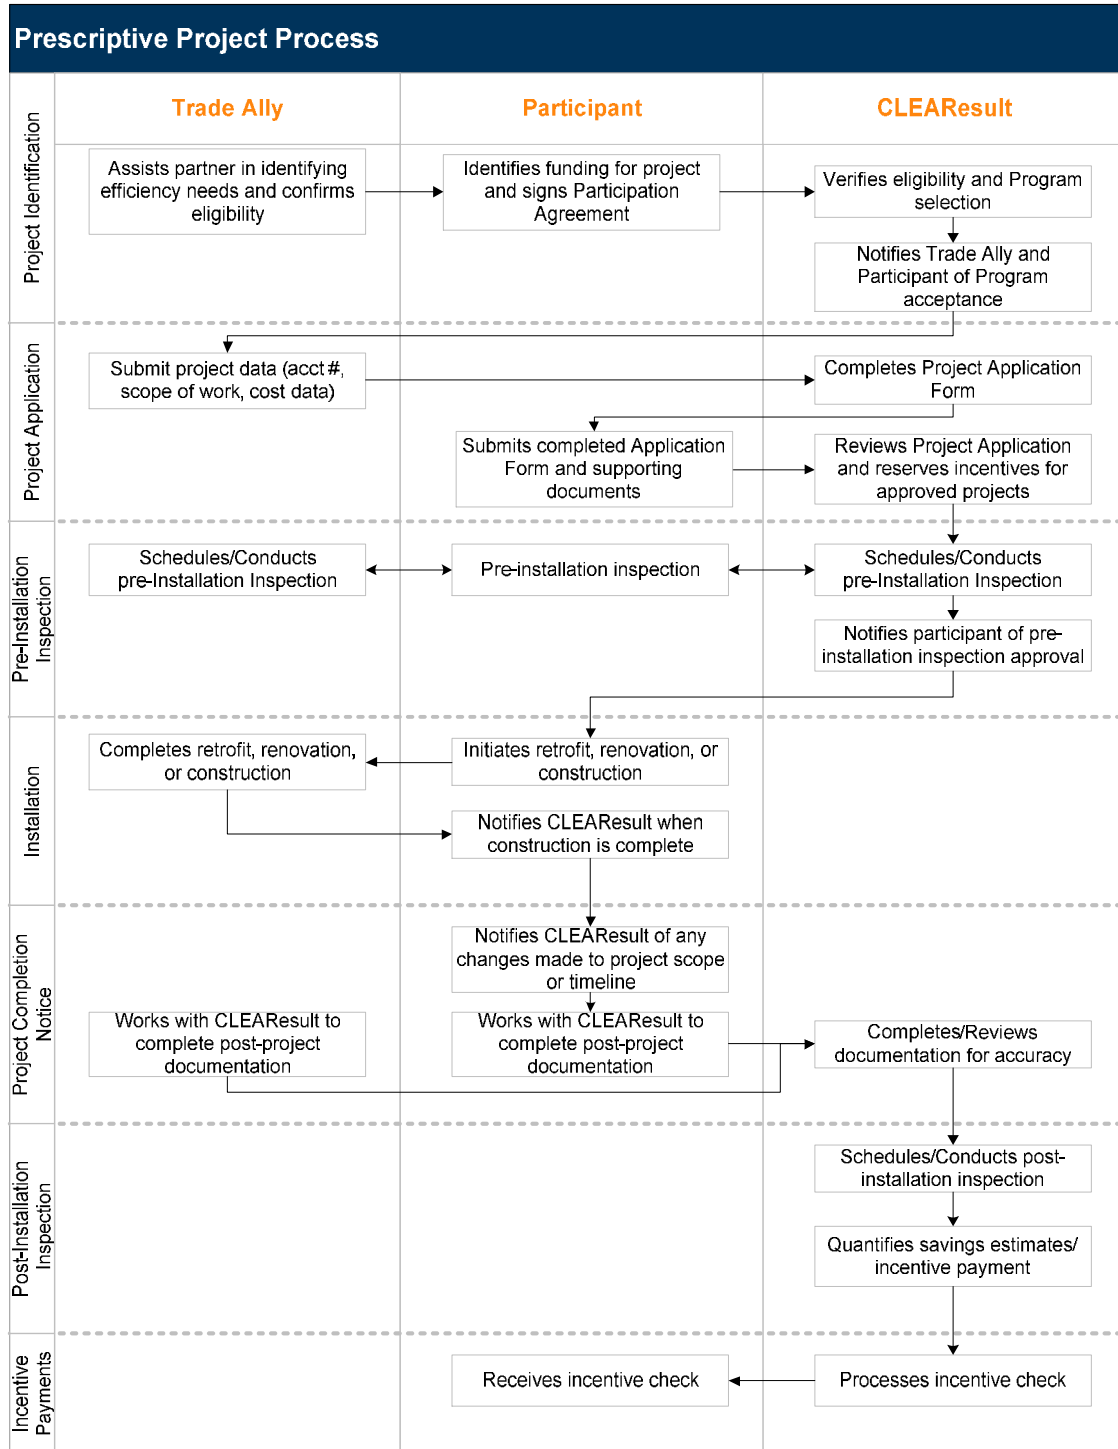 Prescriptive Project Process
Trade Ally
Participant
CLEAResult
Project Identification
Assists partner in identifying
efficiency needs and confirms
eligibility
Identifies funding for project
and signs Participation
Agreement
Verifies eligibility and Program
selection
Notifies Trade Ally and
Participant of Program
acceptance
Project Application
Submit project data (acct #,
scope of work, cost data)
Completes Project Application
Form
Submits completed Application
Form and supporting
documents
Reviews Project Application
and reserves incentives for
approved projects
Pre-Installation
Inspection
Schedules/Conducts
pre-Installation Inspection
Pre-installation inspection
Schedules/Conducts
pre-Installation Inspection
Notifies participant of pre-
installation inspection approval
Installation
Completes retrofit, renovation,
or construction
Initiates retrofit, renovation, or
construction
Notifies CLEAResult when
construction is complete
Project Completion
Notice
Notifies CLEAResult of any
changes made to project scope
or timeline
Works with CLEAResult to
complete post-project
documentation
Works with CLEAResult to
complete post-project
documentation
Completes/Reviews
documentation for accuracy
Post-Installation
Inspection
Schedules/Conducts post-
installation inspection
Quantifies savings estimates/
incentive payment
Incentive
Payments
Receives incentive check
Processes incentive check